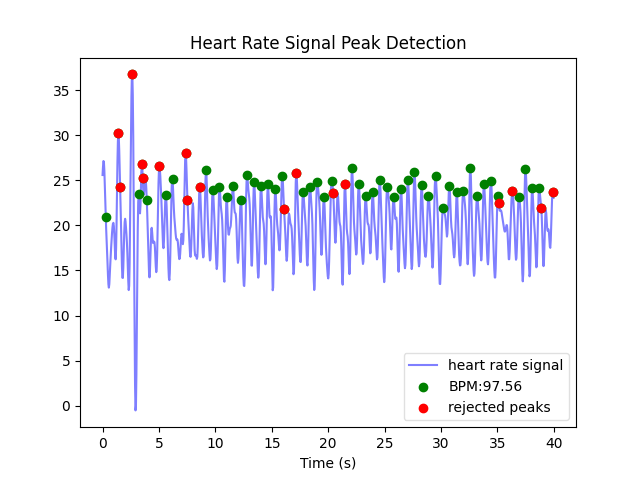 Heart Rate Signal Peak Detection
35
30
25
20
15
10
5
0
heart rate signal
BPM:97.56
rejected peaks
0 5 10 15 20 25 30 35 40
Time (s)